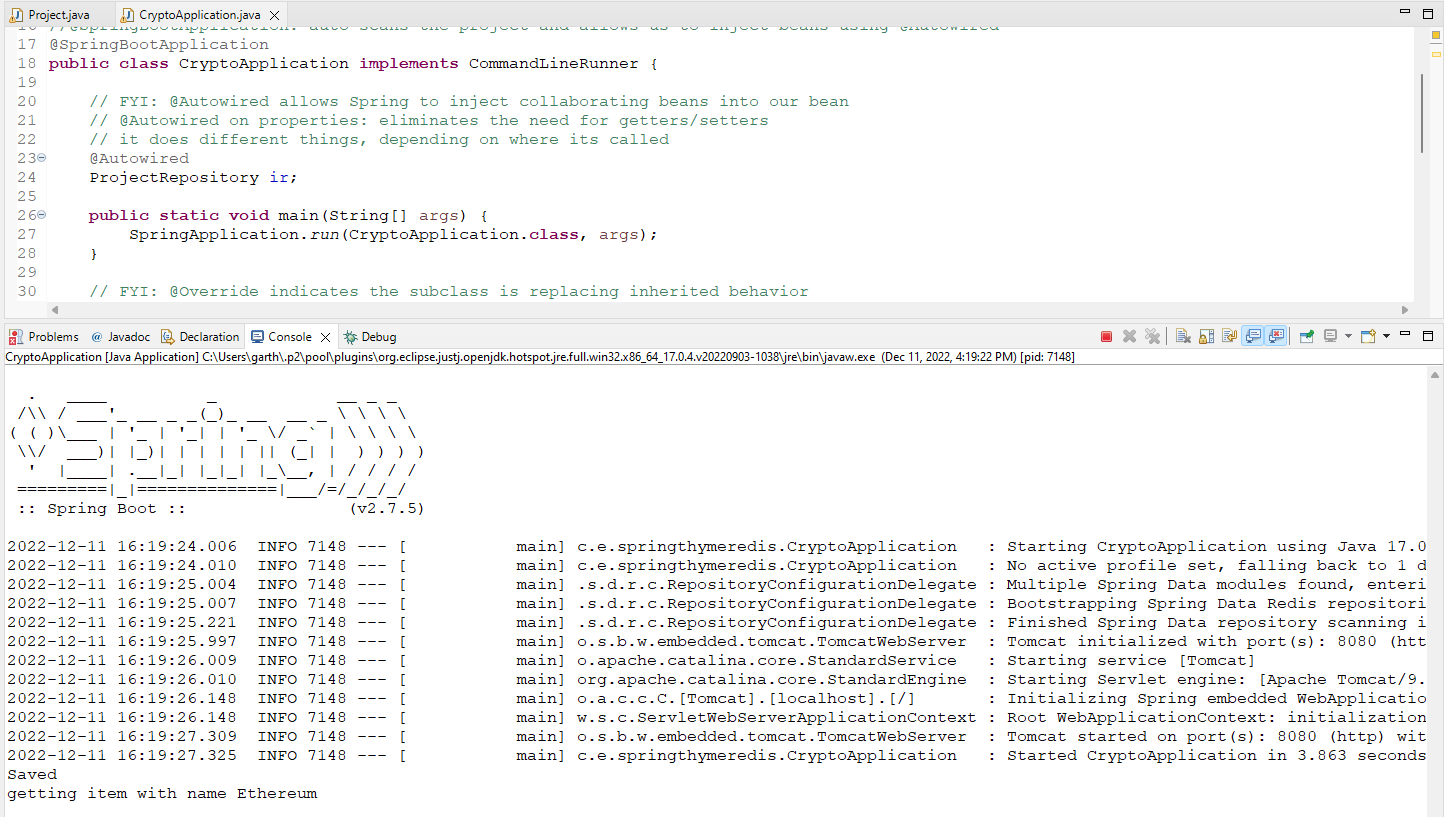 Project.java CryptoApplication.java
16 //@SpringBootApplication: auto scans the project and allows us to inject beans using @Autowired
17 @SpringBootApplication
18 public class CryptoApplication implements CommandLineRunner {
19
20 // FYI: @Autowired allows Spring to inject collaborating beans into our bean
21 // @Autowired on properties: eliminates the need for getters/setters
22 // it does different things, depending on where its called
23 @Autowired
24 ProjectRepository ir;
25
26 public static void main(String[] args) {
27 SpringApplication.run(CryptoApplication.class, args);
28 }
29
30 // FYI: @Override indicates the subclass is replacing inherited behavior
Problems @ Javadoc Declaration Console Debug
CryptoApplication [Java Application] C:\Users\garth\.p2\pool\plugins\org.eclipse.justj.openjdk.hotspot.jre.full.win32.x86_64_17.0.4.v20220903-1038\jre\bin\javaw.exe (Dec 11, 2022, 4:19:22 PM) [pid: 7148]
  .   ____          _            __ _ _
 /\\ / ___'_ __ _ _(_)_ __  __ _ \ \ \ \
( ( )\___ | '_ | '_| | '_ \/ _` | \ \ \ \
 \\/  ___)| |_)| | | | | || (_| |  ) ) ) )
  '  |____| .__|_| |_|_| |_\__, | / / / /
 =========|_|==============|___/=/_/_/_/
 :: Spring Boot ::                (v2.7.5)
2022-12-11 16:19:24.006  INFO 7148 --- [           main] c.e.springthymeredis.CryptoApplication   : Starting CryptoApplication using Java 17.0
2022-12-11 16:19:24.010  INFO 7148 --- [           main] c.e.springthymeredis.CryptoApplication   : No active profile set, falling back to 1 d
2022-12-11 16:19:25.004  INFO 7148 --- [           main] .s.d.r.c.RepositoryConfigurationDelegate : Multiple Spring Data modules found, enteri
2022-12-11 16:19:25.007  INFO 7148 --- [           main] .s.d.r.c.RepositoryConfigurationDelegate : Bootstrapping Spring Data Redis repositori
2022-12-11 16:19:25.221  INFO 7148 --- [           main] .s.d.r.c.RepositoryConfigurationDelegate : Finished Spring Data repository scanning i
2022-12-11 16:19:25.997  INFO 7148 --- [           main] o.s.b.w.embedded.tomcat.TomcatWebServer  : Tomcat initialized with port(s): 8080 (htt
2022-12-11 16:19:26.009  INFO 7148 --- [           main] o.apache.catalina.core.StandardService   : Starting service [Tomcat]
2022-12-11 16:19:26.010  INFO 7148 --- [           main] org.apache.catalina.core.StandardEngine  : Starting Servlet engine: [Apache Tomcat/9.
2022-12-11 16:19:26.148  INFO 7148 --- [           main] o.a.c.c.C.[Tomcat].[localhost].[/]       : Initializing Spring embedded WebApplicatio
2022-12-11 16:19:26.148  INFO 7148 --- [           main] w.s.c.ServletWebServerApplicationContext : Root WebApplicationContext: initialization
2022-12-11 16:19:27.309  INFO 7148 --- [           main] o.s.b.w.embedded.tomcat.TomcatWebServer  : Tomcat started on port(s): 8080 (http) wit
2022-12-11 16:19:27.325  INFO 7148 --- [           main] c.e.springthymeredis.CryptoApplication   : Started CryptoApplication in 3.863 seconds
Saved
getting item with name Ethereum